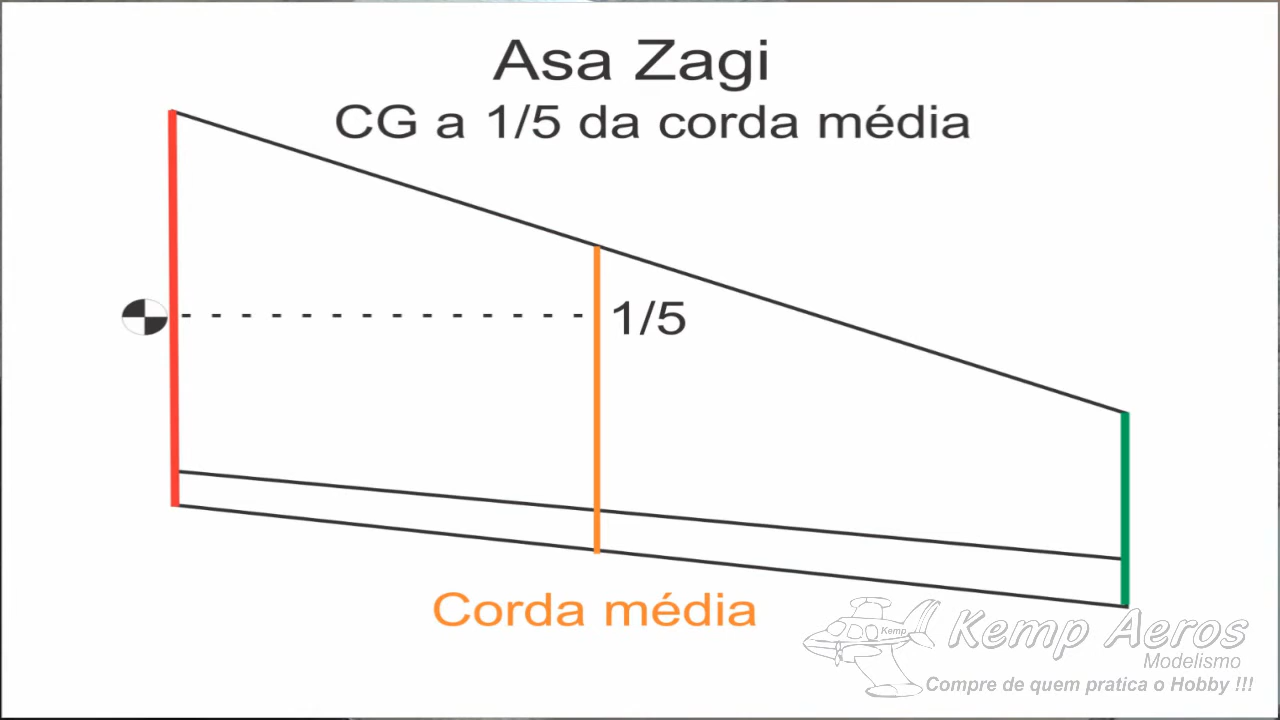 Asa Zagi
CG a 1/5 da corda média
1/5
Corda média
Kemp
Kemp Aeros
Modelismo
Compre de quem pratica o Hobby !!!